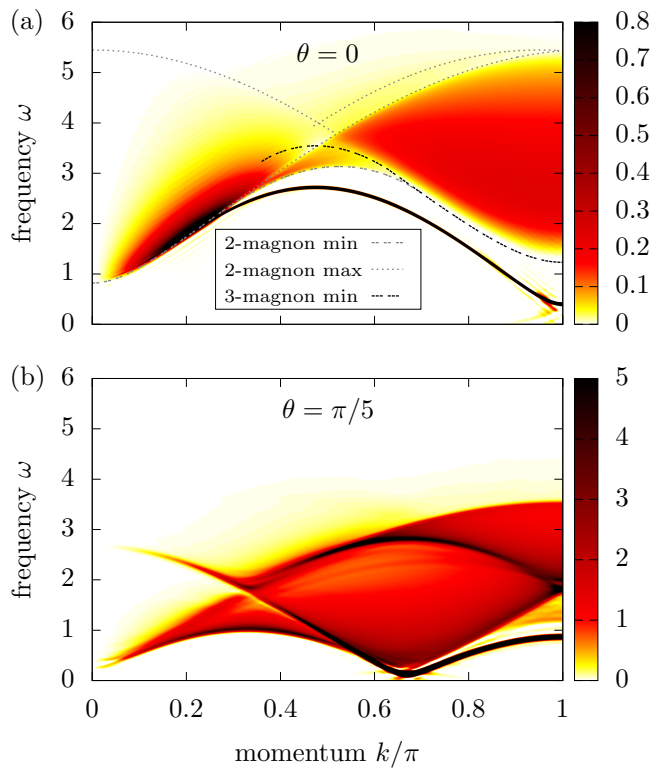 (a)
θ = 0
frequency ω
6
5
4
3
2
1
0
2-magnon min
2-magnon max
3-magnon min
0.8
0.7
0.6
0.5
0.4
0.3
0.2
0.1
0
(b)
θ = π/5
frequency ω
6
5
4
3
2
1
0
5
4
3
2
1
0
0 0.2 0.4 0.6 0.8 1
momentum k/π